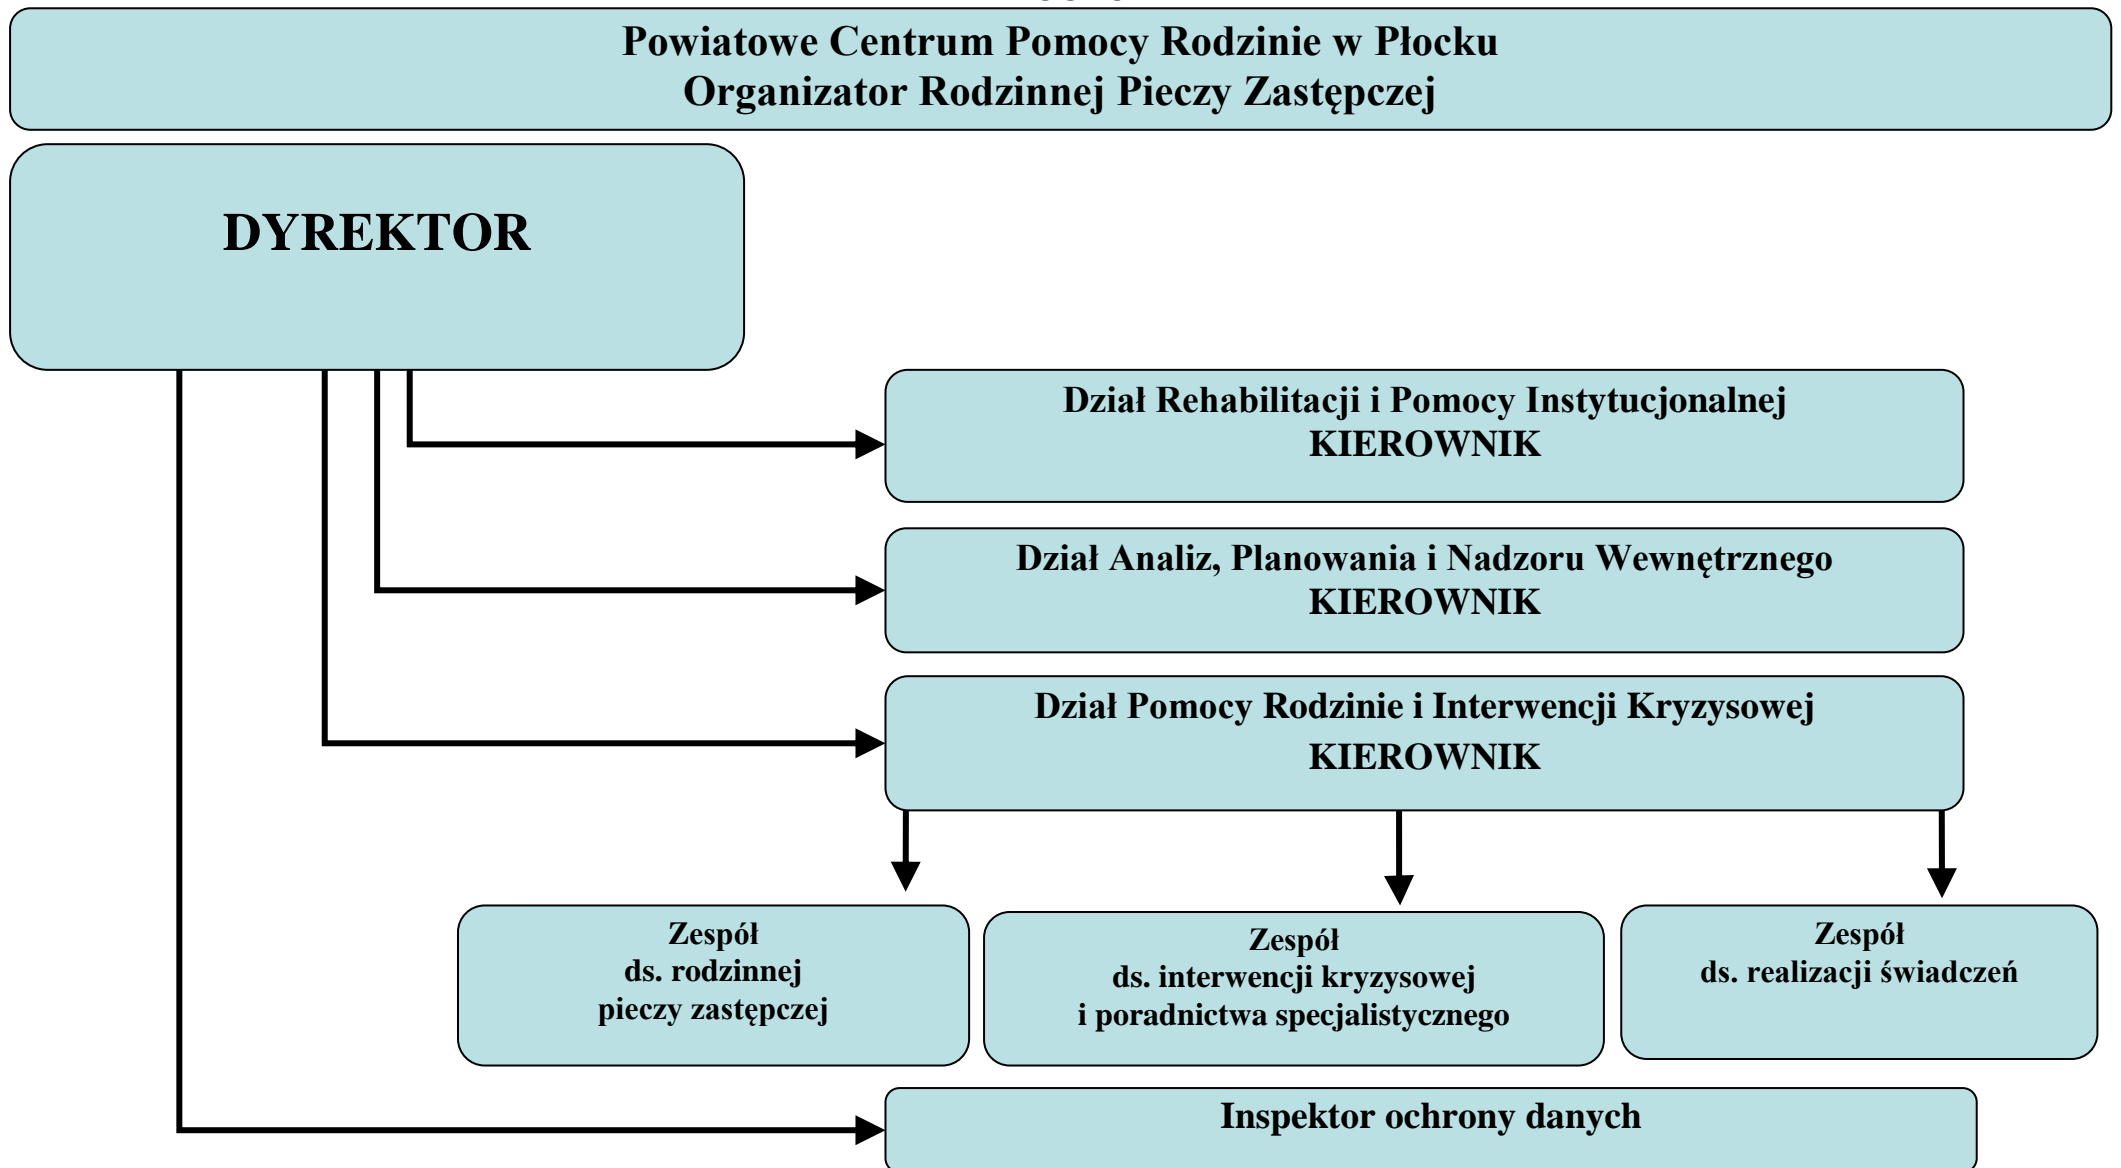 Powiatowe Centrum Pomocy Rodzinie w Płocku
Organizator Rodzinnej Pieczy Zastępczej
DYREKTOR
Dział Rehabilitacji i Pomocy Instytucjonalnej
KIEROWNIK
Dział Analiz, Planowania i Nadzoru Wewnętrznego
KIEROWNIK
Dział Pomocy Rodzinie i Interwencji Kryzysowej
KIEROWNIK
Zespół
ds. rodzinnej
pieczy zastępczej
Zespół
ds. interwencji kryzysowej
i poradnictwa specjalistycznego
Zespół
ds. realizacji świadczeń
Inspektor ochrony danych